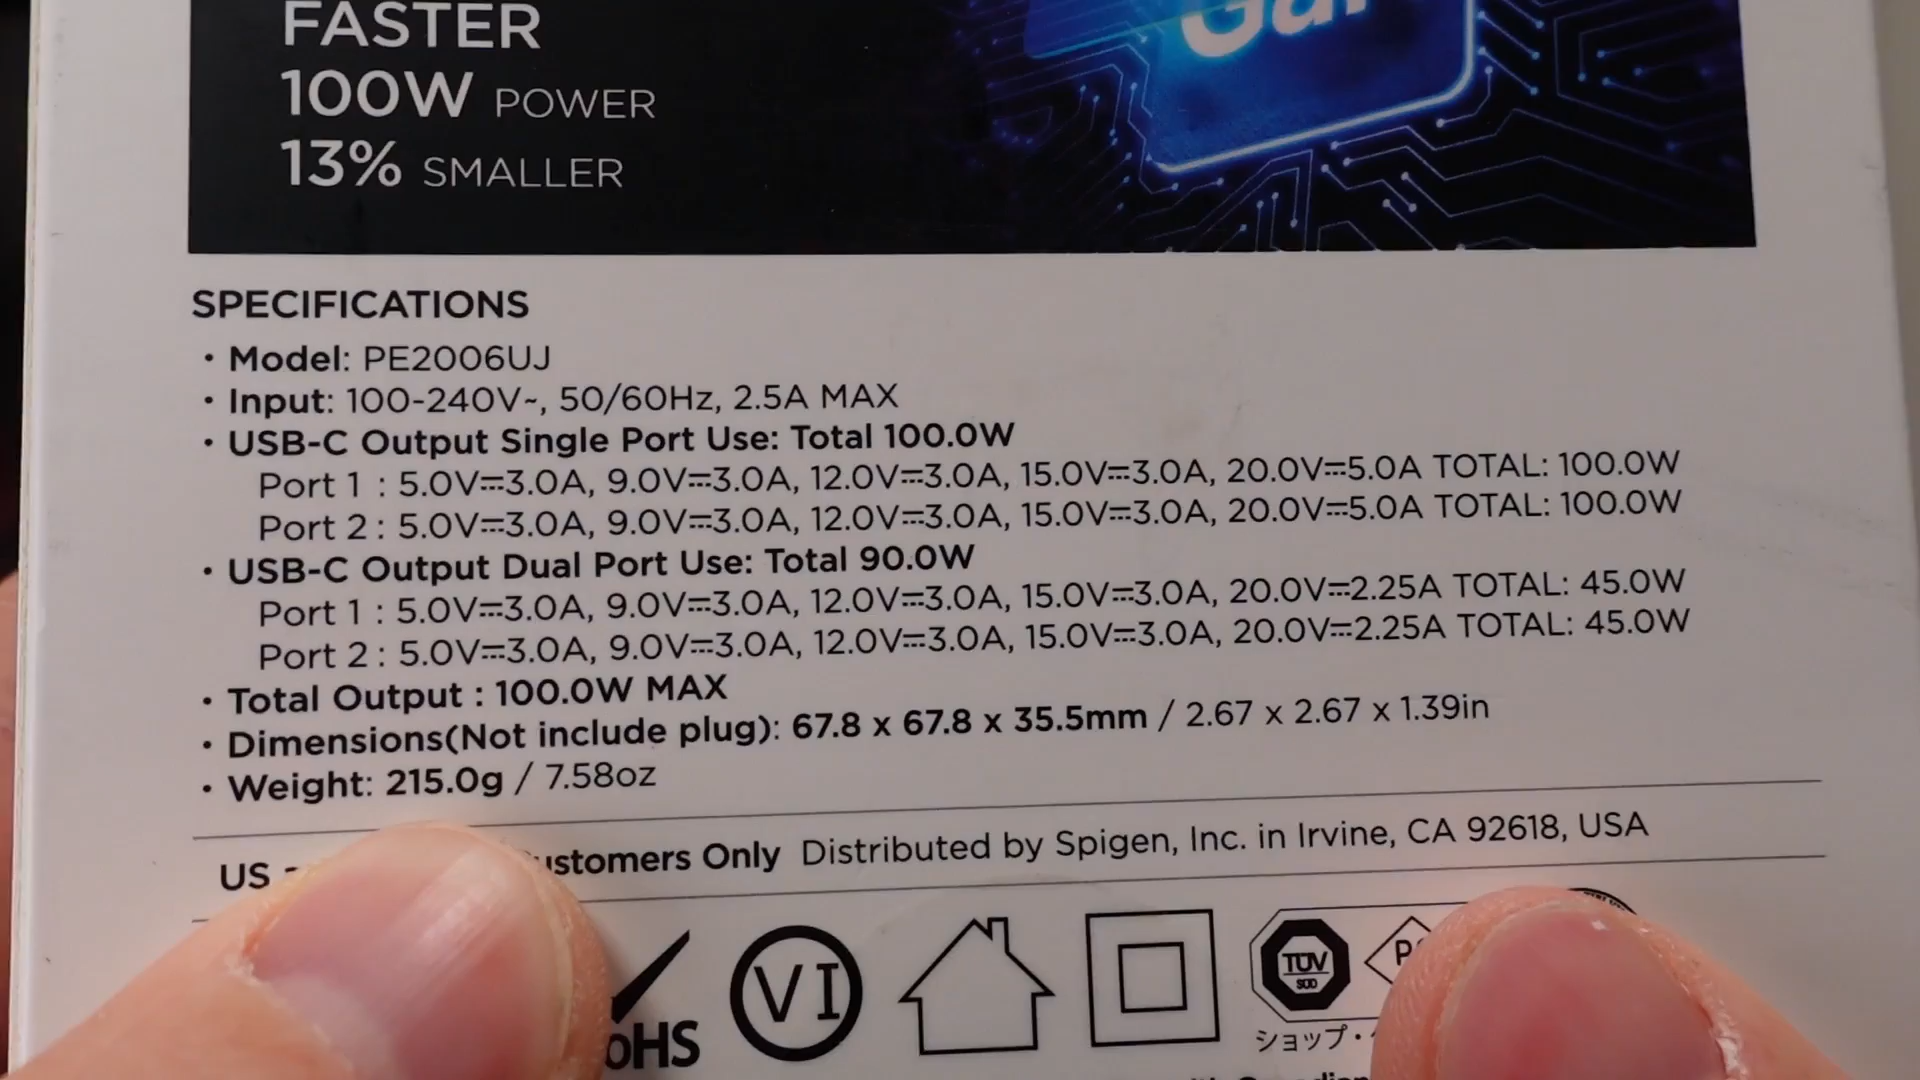 FASTER
100W POWER
13% SMALLER
SPECIFICATIONS
• Model: PE2006UJ
• Input: 100-240V~, 50/60Hz, 2.5A MAX
• USB-C Output Single Port Use: Total 100.0W
Port 1 : 5.0V⎓3.0A, 9.0V⎓3.0A, 12.0V⎓3.0A, 15.0V⎓3.0A, 20.0V⎓5.0A TOTAL: 100.0W
Port 2 : 5.0V⎓3.0A, 9.0V⎓3.0A, 12.0V⎓3.0A, 15.0V⎓3.0A, 20.0V⎓5.0A TOTAL: 100.0W
• USB-C Output Dual Port Use: Total 90.0W
Port 1 : 5.0V⎓3.0A, 9.0V⎓3.0A, 12.0V⎓3.0A, 15.0V⎓3.0A, 20.0V⎓2.25A TOTAL: 45.0W
Port 2 : 5.0V⎓3.0A, 9.0V⎓3.0A, 12.0V⎓3.0A, 15.0V⎓3.0A, 20.0V⎓2.25A TOTAL: 45.0W
• Total Output : 100.0W MAX
• Dimensions(Not include plug): 67.8 x 67.8 x 35.5mm / 2.67 x 2.67 x 1.39in
• Weight: 215.0g / 7.58oz
US Only Distributed by Spigen, Inc. in Irvine, CA 92618, USA
VI
TÜV
SÜD
ショップ・